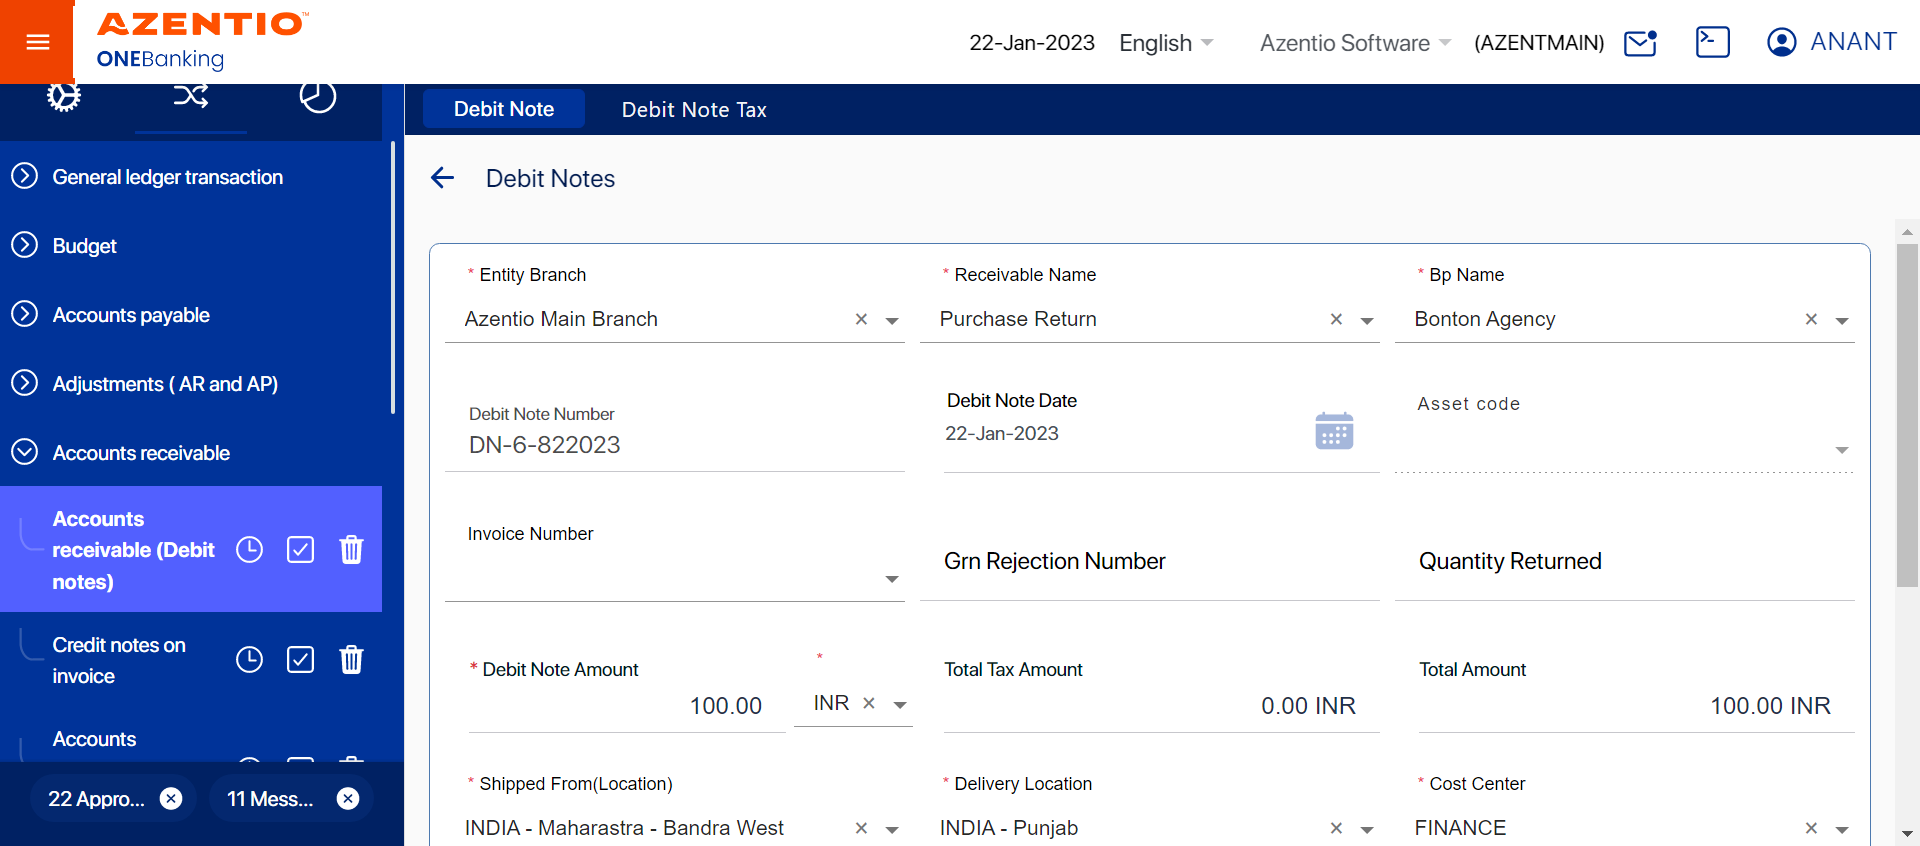 AZENTIO™
ONEBanking
22-Jan-2023
English
Azentio Software
(AZENTMAIN)
ANANT
General ledger transaction
Budget
Accounts payable
Adjustments ( AR and AP)
Accounts receivable
Accounts
receivable (Debit
notes)
Credit notes on
invoice
Accounts
22 Appro...
11 Mess...
Debit Note
Debit Note Tax
Debit Notes
* Entity Branch
Azentio Main Branch
* Receivable Name
Purchase Return
* Bp Name
Bonton Agency
Debit Note Number
DN-6-822023
Debit Note Date
22-Jan-2023
Asset code
Invoice Number
Grn Rejection Number
Quantity Returned
* Debit Note Amount
100.00
*
INR
Total Tax Amount
0.00 INR
Total Amount
100.00 INR
* Shipped From(Location)
INDIA - Maharastra - Bandra West
* Delivery Location
INDIA - Punjab
* Cost Center
FINANCE